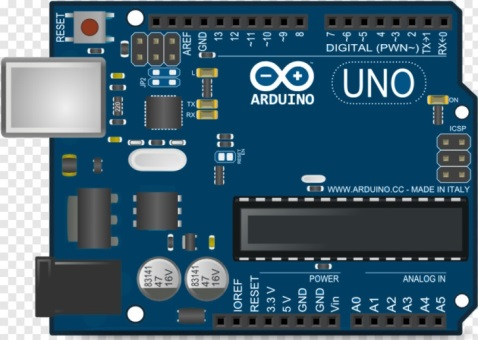 RESET
AREF
GND
13
12
~11
~10
~9
8
7
~6
~5
4
~3
2
TX→1
RX←0
DIGITAL (PWN~)
JP2
L
TX
RX
ARDUINO
UNO
ON
ICSP
WWW.ARDUINO.CC - MADE IN ITALY
83141
47
16V
83141
47
16V
POWER
ANALOG IN
IOREF
RESET
3.3 V
5 V
GND
GND
Vin
A0
A1
A2
A3
A4
A5